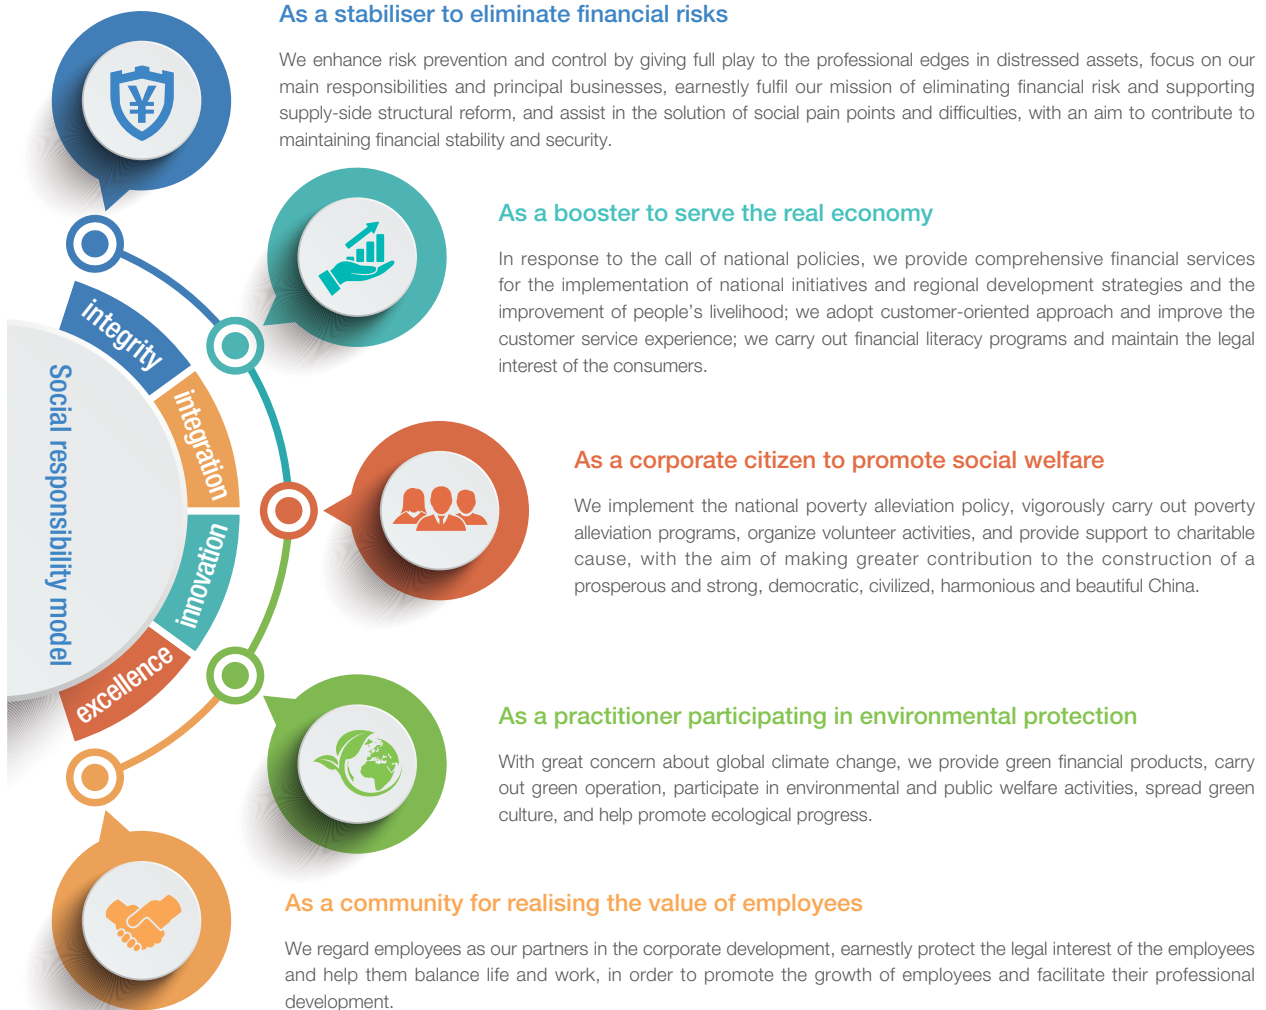 As a stabiliser to eliminate financial risks
We enhance risk prevention and control by giving full play to the professional edges in distressed assets, focus on our
main responsibilities and principal businesses, earnestly fulfil our mission of eliminating financial risk and supporting
supply-side structural reform, and assist in the solution of social pain points and difficulties, with an aim to contribute to
maintaining financial stability and security.
As a booster to serve the real economy
In response to the call of national policies, we provide comprehensive financial services
for the implementation of national initiatives and regional development strategies and the
improvement of people’s livelihood; we adopt customer-oriented approach and improve the
customer service experience; we carry out financial literacy programs and maintain the legal
interest of the consumers.
Social responsibility model
integrity
integration
innovation
excellence
As a corporate citizen to promote social welfare
We implement the national poverty alleviation policy, vigorously carry out poverty
alleviation programs, organize volunteer activities, and provide support to charitable
cause, with the aim of making greater contribution to the construction of a
prosperous and strong, democratic, civilized, harmonious and beautiful China.
As a practitioner participating in environmental protection
With great concern about global climate change, we provide green financial products, carry
out green operation, participate in environmental and public welfare activities, spread green
culture, and help promote ecological progress.
As a community for realising the value of employees
We regard employees as our partners in the corporate development, earnestly protect the legal interest of the employees
and help them balance life and work, in order to promote the growth of employees and facilitate their professional
development.
¥